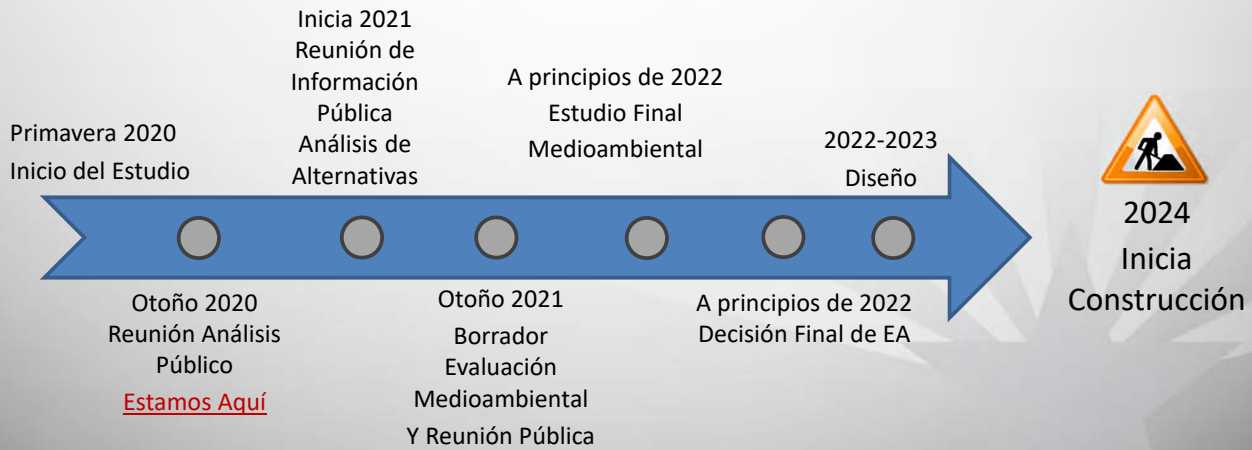 Primavera 2020
Inicio del Estudio
Otoño 2020
Reunión Análisis
Público
Estamos Aquí
Inicia 2021
Reunión de
Información
Pública
Análisis de
Alternativas
Otoño 2021
Borrador
Evaluación
Medioambiental
Y Reunión Pública
A principios de 2022
Estudio Final
Medioambiental
A principios de 2022
Decisión Final de EA
2022-2023
Diseño
2024
Inicia
Construcción